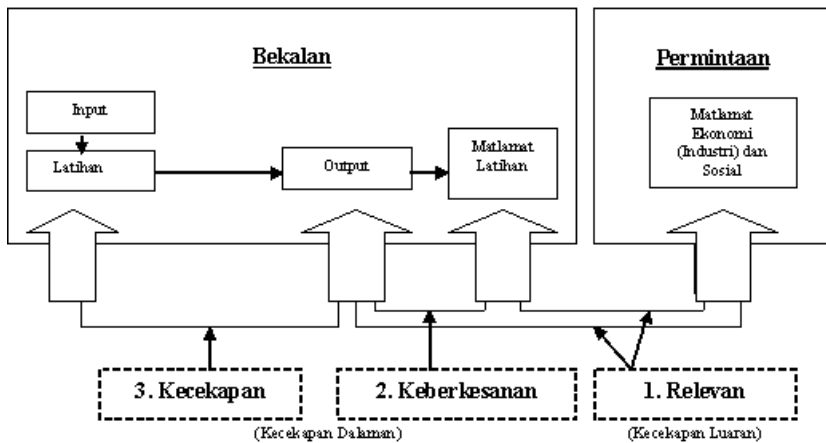 Bekalan
Permintaan
Input
Latihan
Output
Matlamat
Latihan
Matlamat
Ekonomi
(Industri) dan
Sosial
3. Kecekapan
2. Keberkesanan
1. Relevan
(Kecekapan Dalaman)
(Kecekapan Luaran)